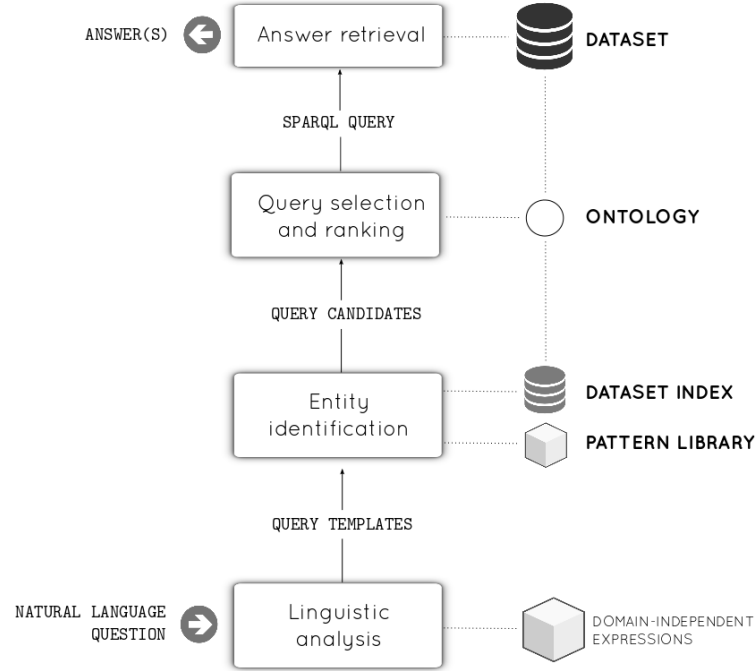 ANSWER(S)
Answer retrieval
DATASET
SPARQL QUERY
Query selection
and ranking
ONTOLOGY
QUERY CANDIDATES
Entity
identification
DATASET INDEX
PATTERN LIBRARY
QUERY TEMPLATES
NATURAL LANGUAGE
QUESTION
Linguistic
analysis
DOMAIN-INDEPENDENT
EXPRESSIONS